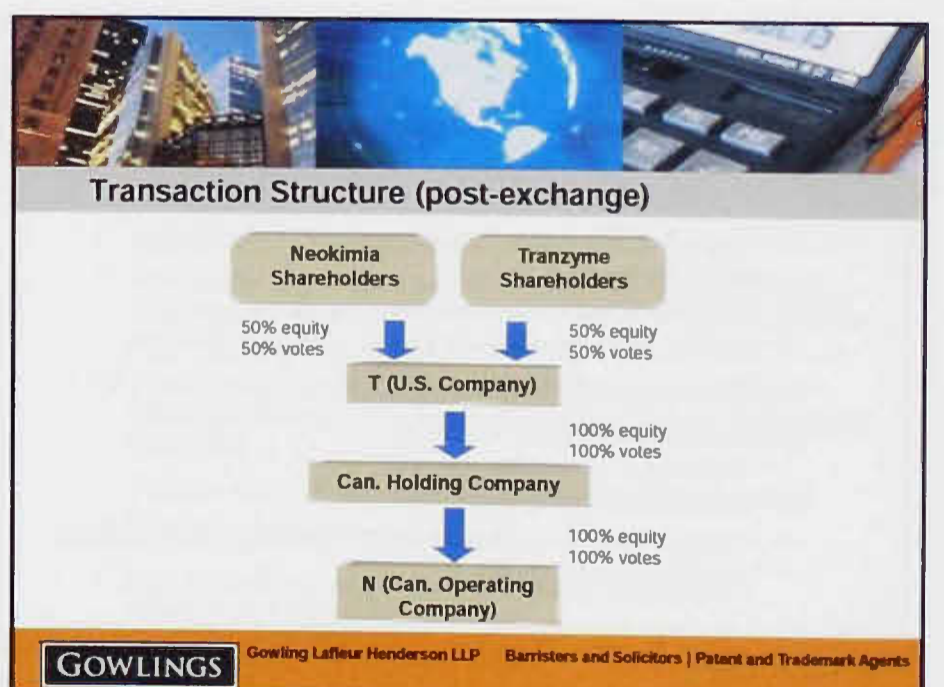 Transaction Structure (post-exchange)
Neokimia
Shareholders
Tranzyme
Shareholders
50% equity
50% votes
50% equity
50% votes
T (U.S. Company)
100% equity
100% votes
Can. Holding Company
100% equity
100% votes
N (Can. Operating
Company)
GOWLINGS
Gowling Lafleur Henderson LLP Barristers and Solicitors | Patent and Trademark Agents